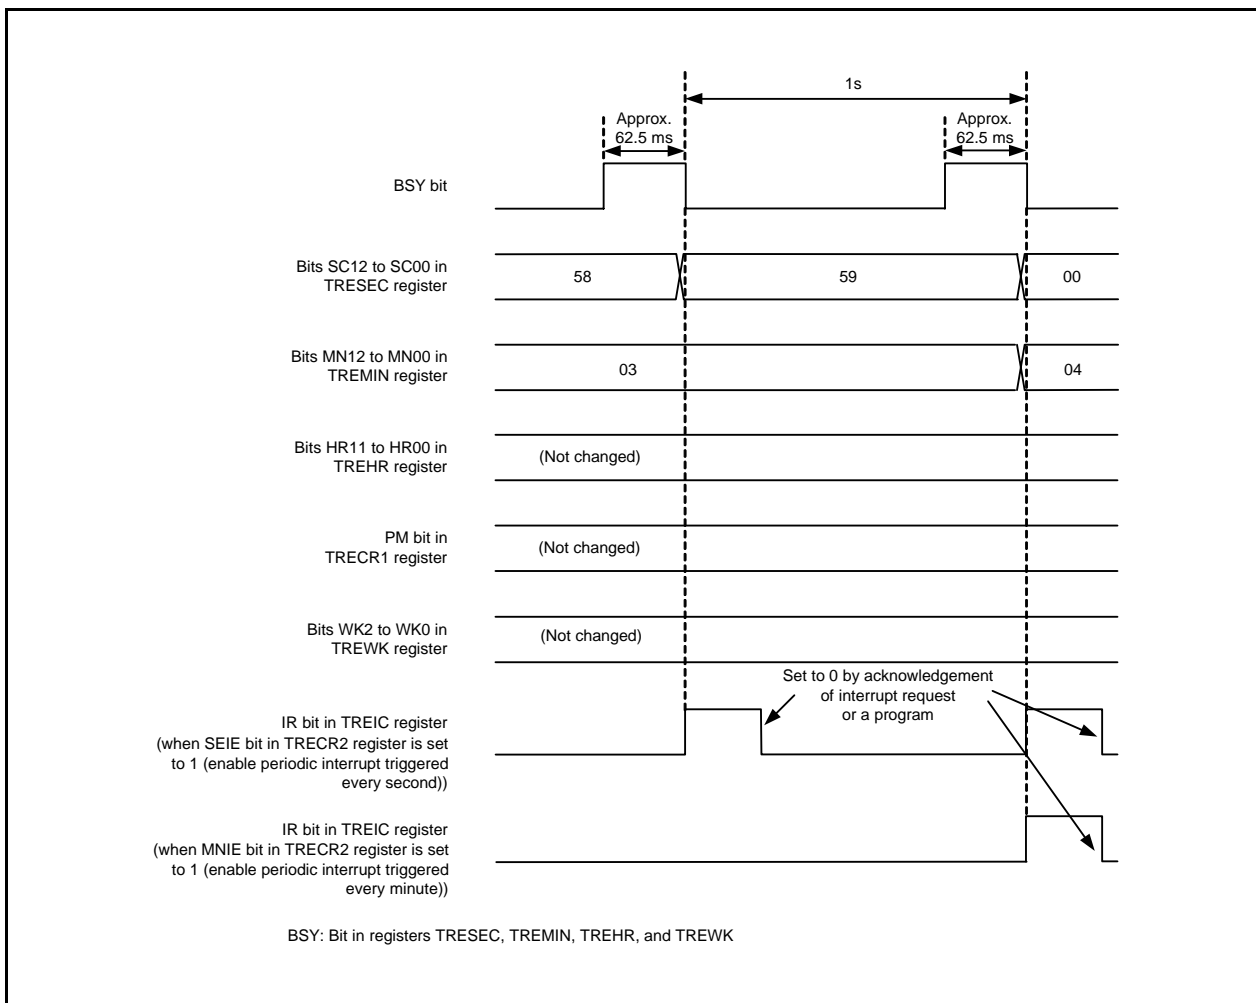 1s
Approx.
62.5 ms
Approx.
62.5 ms
BSY bit
Bits SC12 to SC00 in
TRESEC register
58
59
00
Bits MN12 to MN00 in
TREMIN register
03
04
Bits HR11 to HR00 in
TREHR register
(Not changed)
PM bit in
TRECR1 register
(Not changed)
Bits WK2 to WK0 in
TREWK register
(Not changed)
Set to 0 by acknowledgement
of interrupt request
or a program
IR bit in TREIC register
(when SEIE bit in TRECR2 register is set
to 1 (enable periodic interrupt triggered
every second))
IR bit in TREIC register
(when MNIE bit in TRECR2 register is set
to 1 (enable periodic interrupt triggered
every minute))
BSY: Bit in registers TRESEC, TREMIN, TREHR, and TREWK